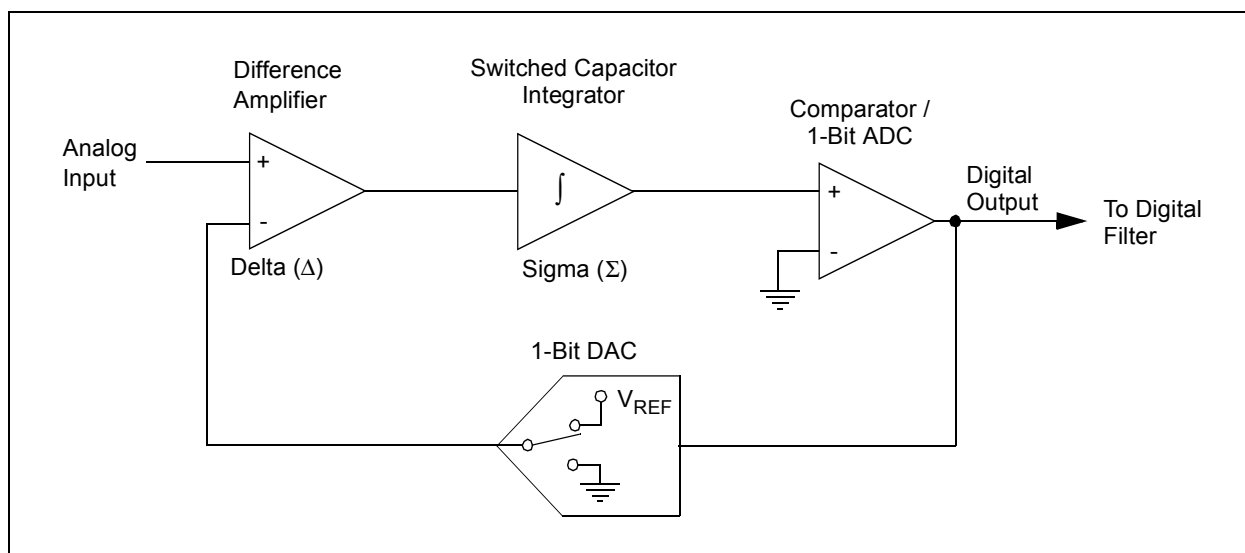 Difference
Amplifier
Switched Capacitor
Integrator
Comparator /
1-Bit ADC
Analog
Input
+
-
∫
+
-
Digital
Output
To Digital
Filter
Delta (Δ)
Sigma (Σ)
1-Bit DAC
VREF